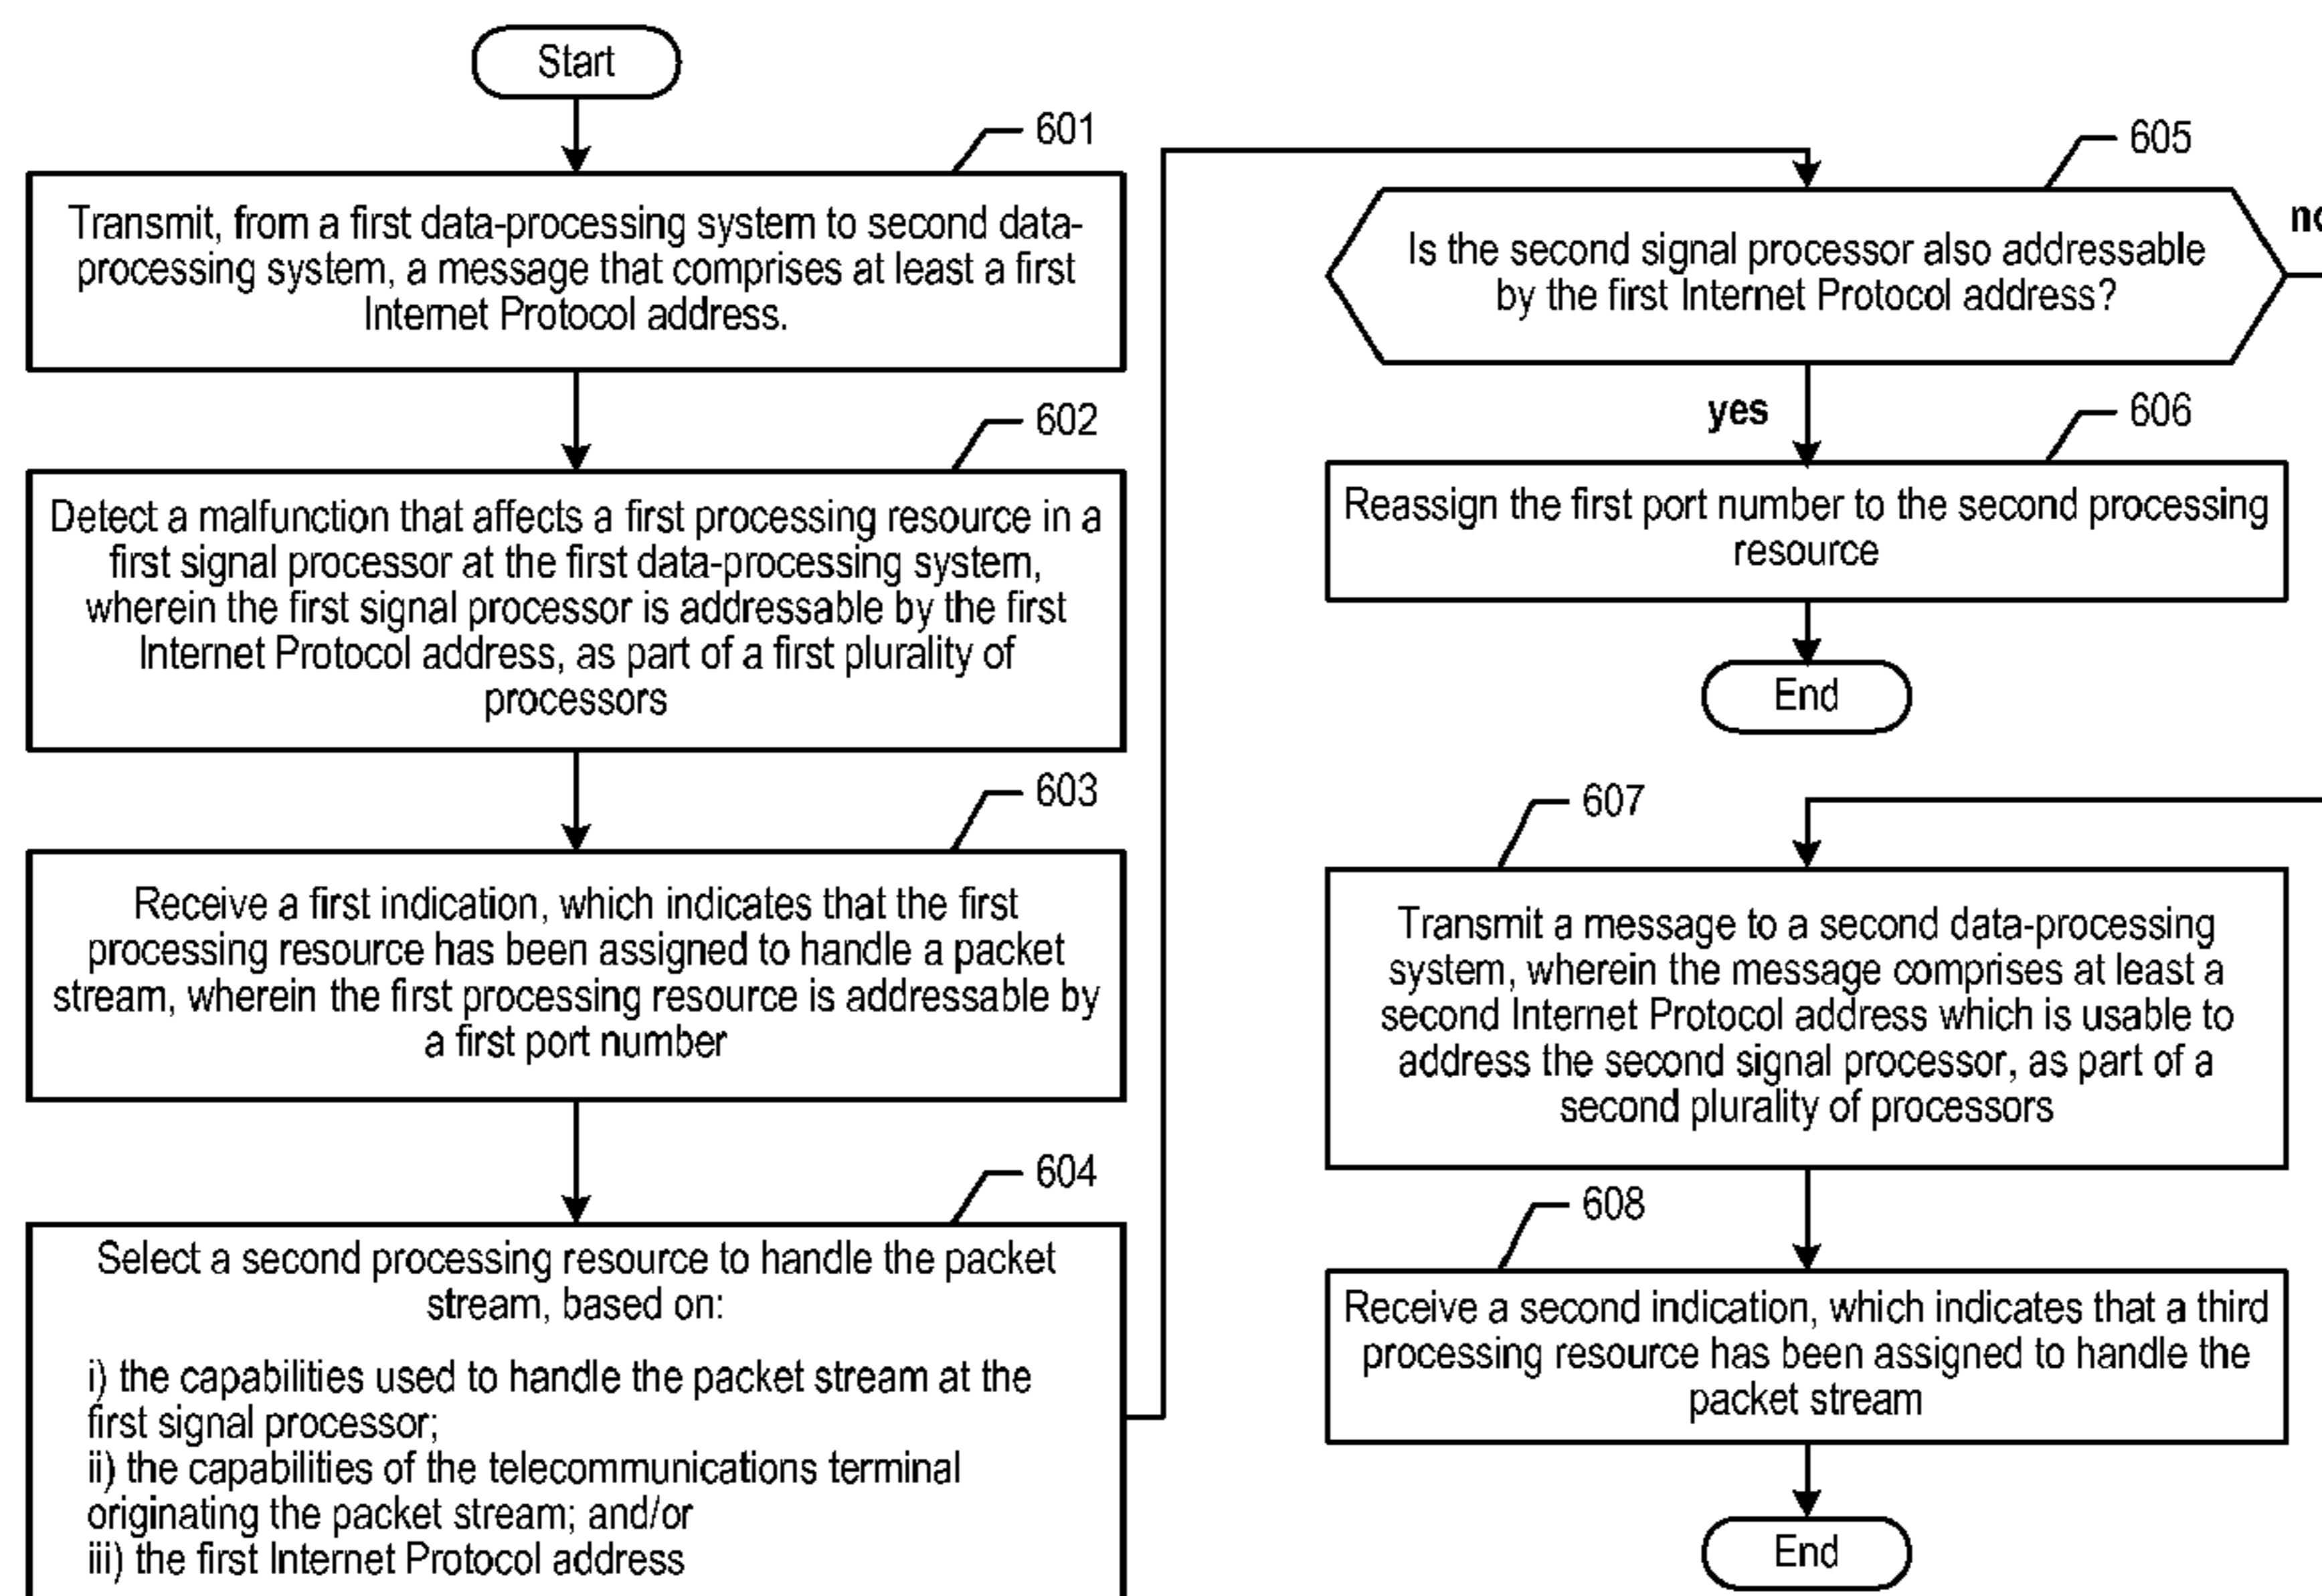 Start
601
Transmit, from a first data-processing system to second data-
processing system, a message that comprises at least a first
Internet Protocol address.
602
Detect a malfunction that affects a first processing resource in a
first signal processor at the first data-processing system,
wherein the first signal processor is addressable by the first
Internet Protocol address, as part of a first plurality of
processors
603
Receive a first indication, which indicates that the first
processing resource has been assigned to handle a packet
stream, wherein the first processing resource is addressable by
a first port number
604
Select a second processing resource to handle the packet
stream, based on:
i) the capabilities used to handle the packet stream at the
first signal processor;
ii) the capabilities of the telecommunications terminal
originating the packet stream; and/or
iii) the first Internet Protocol address
605
Is the second signal processor also addressable
by the first Internet Protocol address?
no
yes
606
Reassign the first port number to the second processing
resource
End
607
Transmit a message to a second data-processing
system, wherein the message comprises at least a
second Internet Protocol address which is usable to
address the second signal processor, as part of a
second plurality of processors
608
Receive a second indication, which indicates that a third
processing resource has been assigned to handle the
packet stream
End